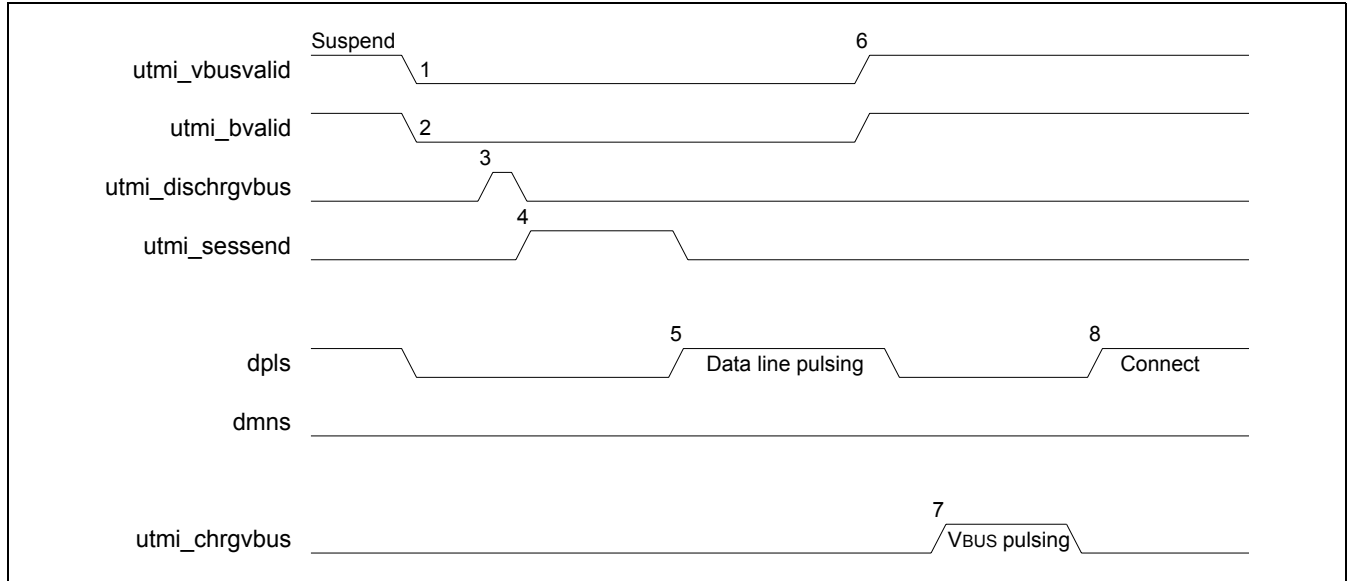 Suspend
6
utmi_vbusvalid
1
utmi_bvalid
2
3
utmi_dischrgvbus
4
utmi_sessend
5
8
dpls
Data line pulsing
Connect
dmns
7
utmi_chrgvbus
VBUS pulsing